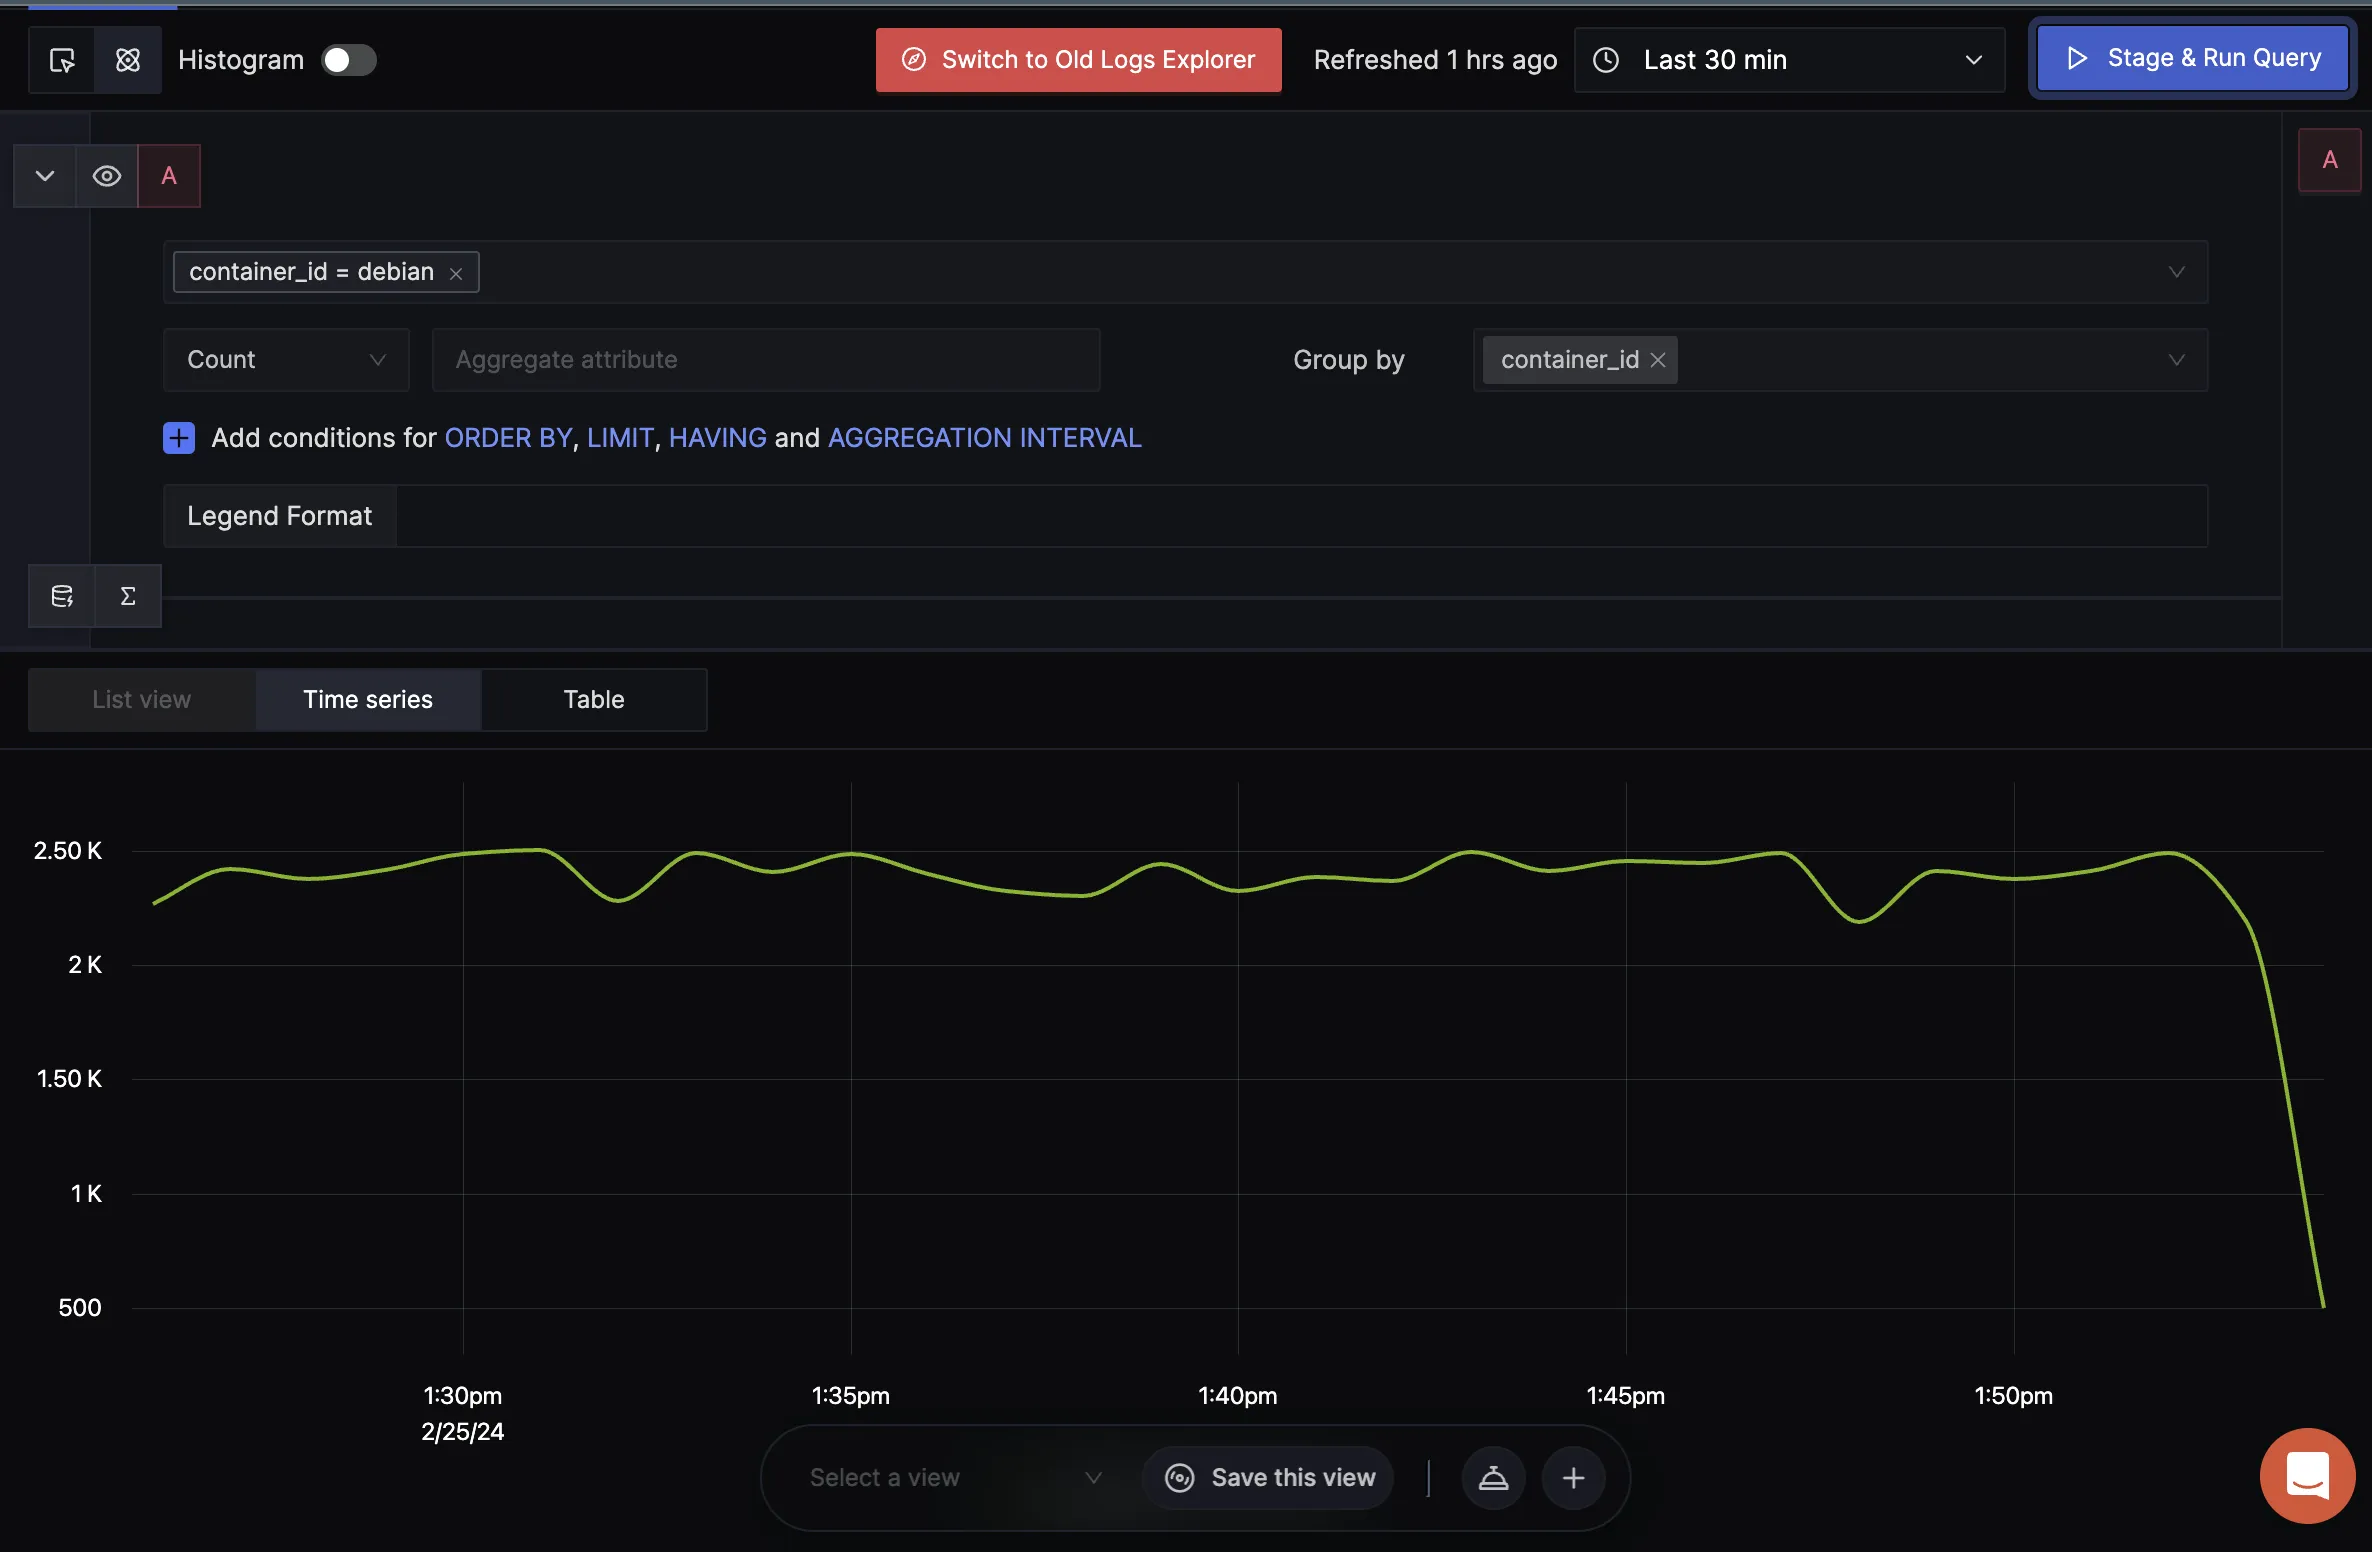 Histogram
Switch to Old Logs Explorer
Refreshed 1 hrs ago
Last 30 min
Stage & Run Query
A
A
container_id = debian
Count
Aggregate attribute
Group by
container_id
Add conditions for ORDER BY, LIMIT, HAVING and AGGREGATION INTERVAL
Legend Format
Σ
List view
Time series
Table
2.50 K
2 K
1.50 K
1 K
500
1:30pm
2/25/24
1:35pm
1:40pm
1:45pm
1:50pm
Select a view
Save this view